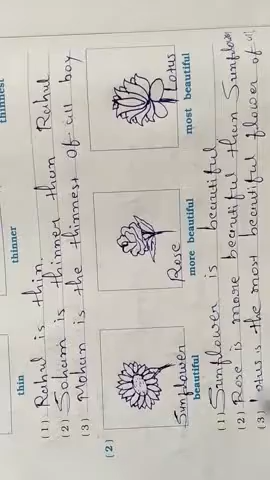 thin thinner thinnest
(1) Rahul is thin
(2) Soham is thinner than Rahul
(3) Mohan is the thinnest of all boy
(2)
Sunflower Rose Lotus
beautiful more beautiful most beautiful
(1) Sunflower is beautiful
(2) Rose is more beautiful than Sunflow
(3) Lotus is the most beautiful flower of